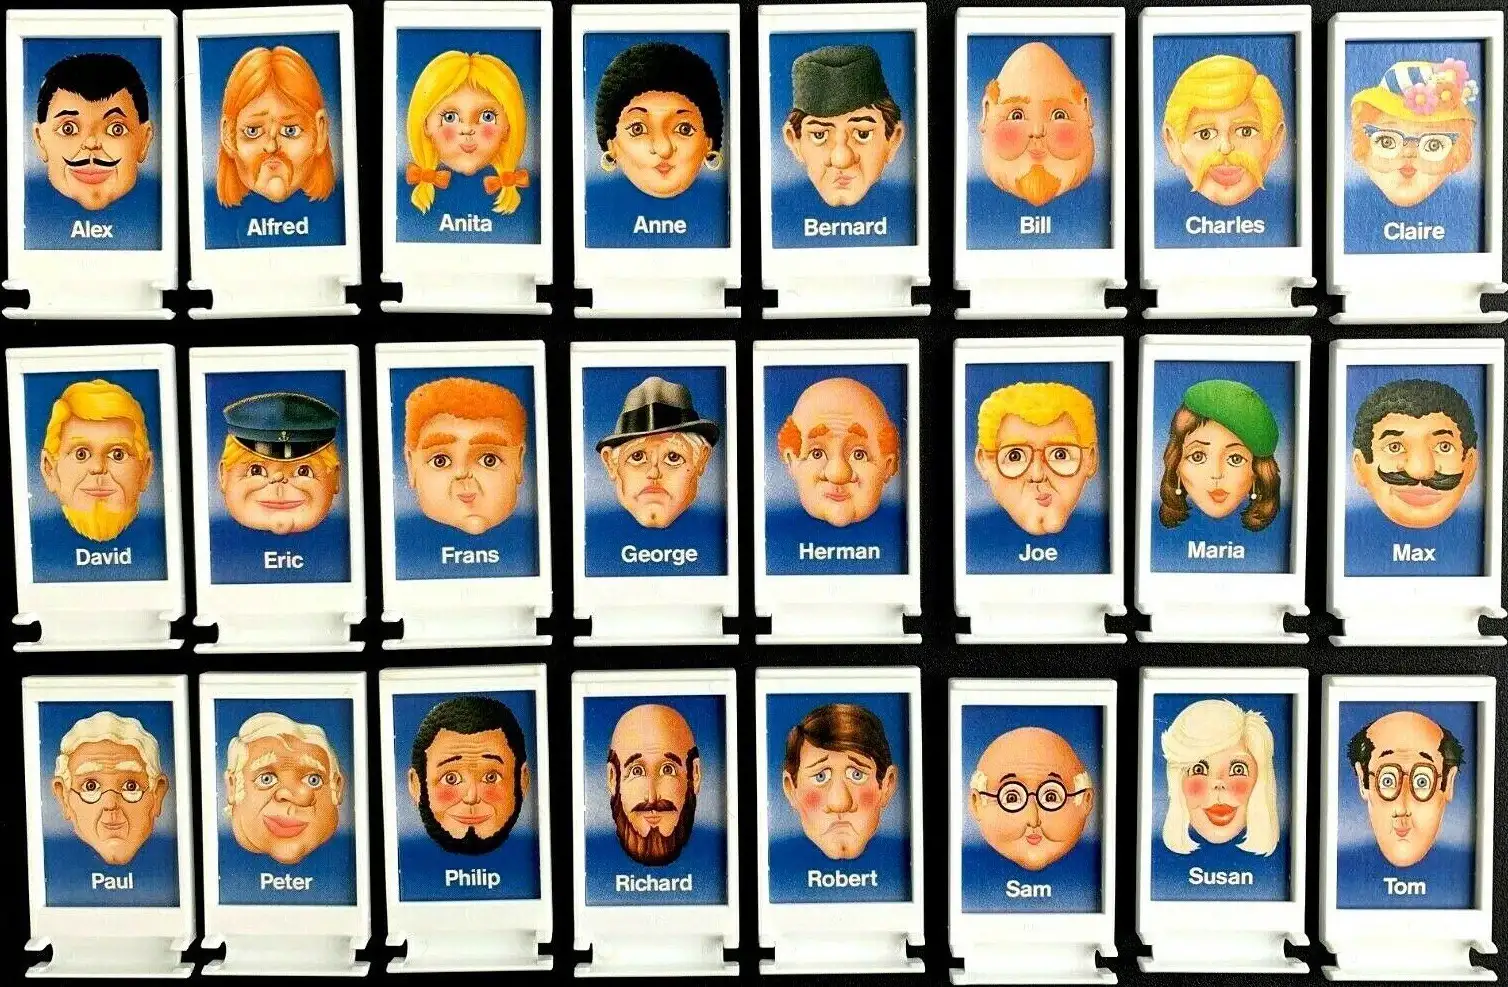 Alex
Alfred
Anita
Anne
Bernard
Bill
Charles
Claire
David
Eric
Frans
George
Herman
Joe
Maria
Max
Paul
Peter
Philip
Richard
Robert
Sam
Susan
Tom